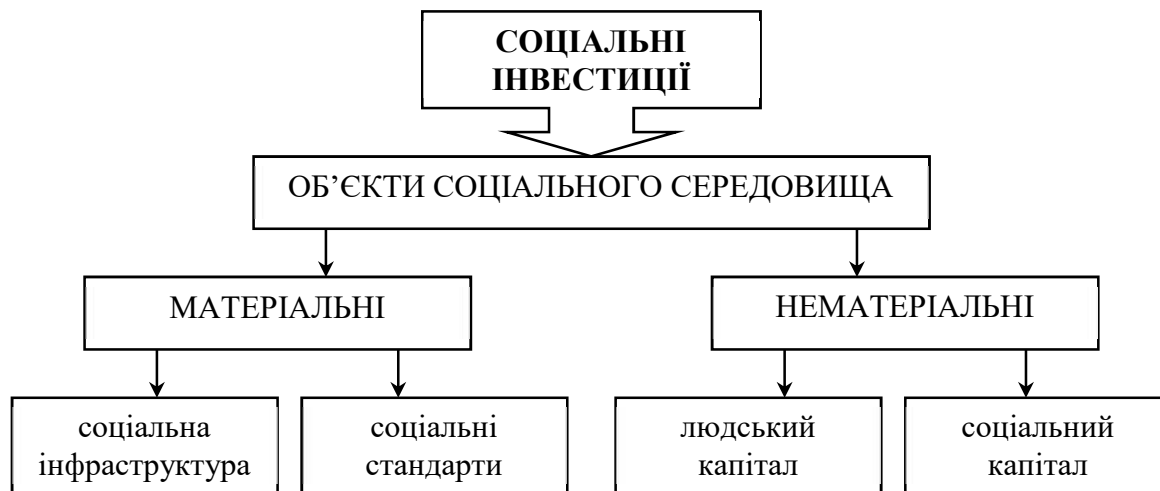 СОЦІАЛЬНІ
ІНВЕСТИЦІЇ
ОБ’ЄКТИ СОЦІАЛЬНОГО СЕРЕДОВИЩА
МАТЕРІАЛЬНІ
НЕМАТЕРІАЛЬНІ
соціальна
інфраструктура
соціальні
стандарти
людський
капітал
соціальний
капітал